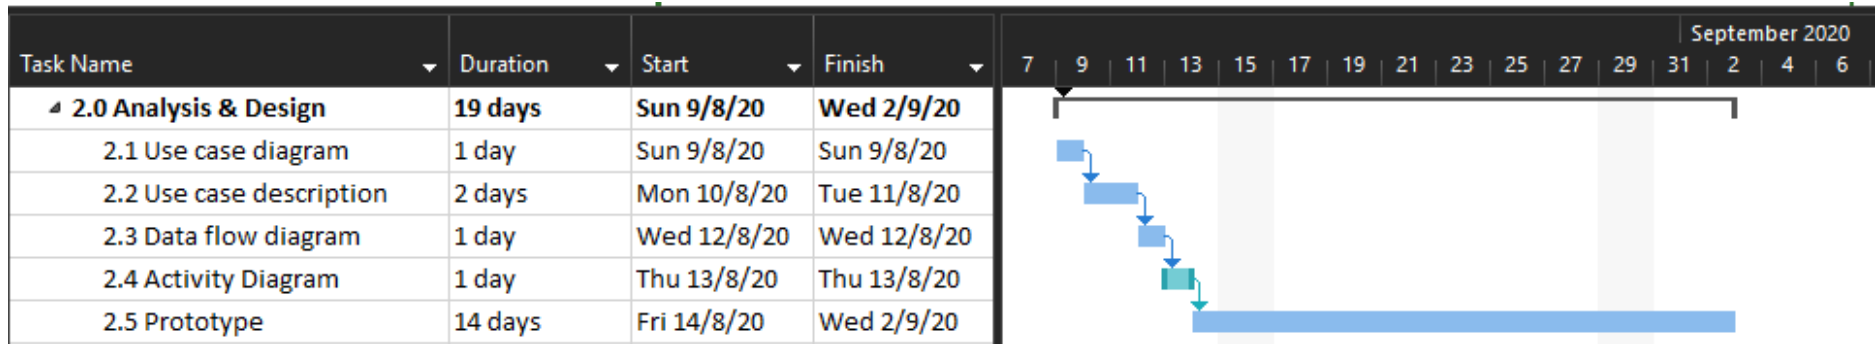 September 2020
Task Name Duration Start Finish 7 9 11 13 15 17 19 21 23 25 27 29 31 2 4 6
2.0 Analysis & Design 19 days Sun 9/8/20 Wed 2/9/20
2.1 Use case diagram 1 day Sun 9/8/20 Sun 9/8/20
2.2 Use case description 2 days Mon 10/8/20 Tue 11/8/20
2.3 Data flow diagram 1 day Wed 12/8/20 Wed 12/8/20
2.4 Activity Diagram 1 day Thu 13/8/20 Thu 13/8/20
2.5 Prototype 14 days Fri 14/8/20 Wed 2/9/20